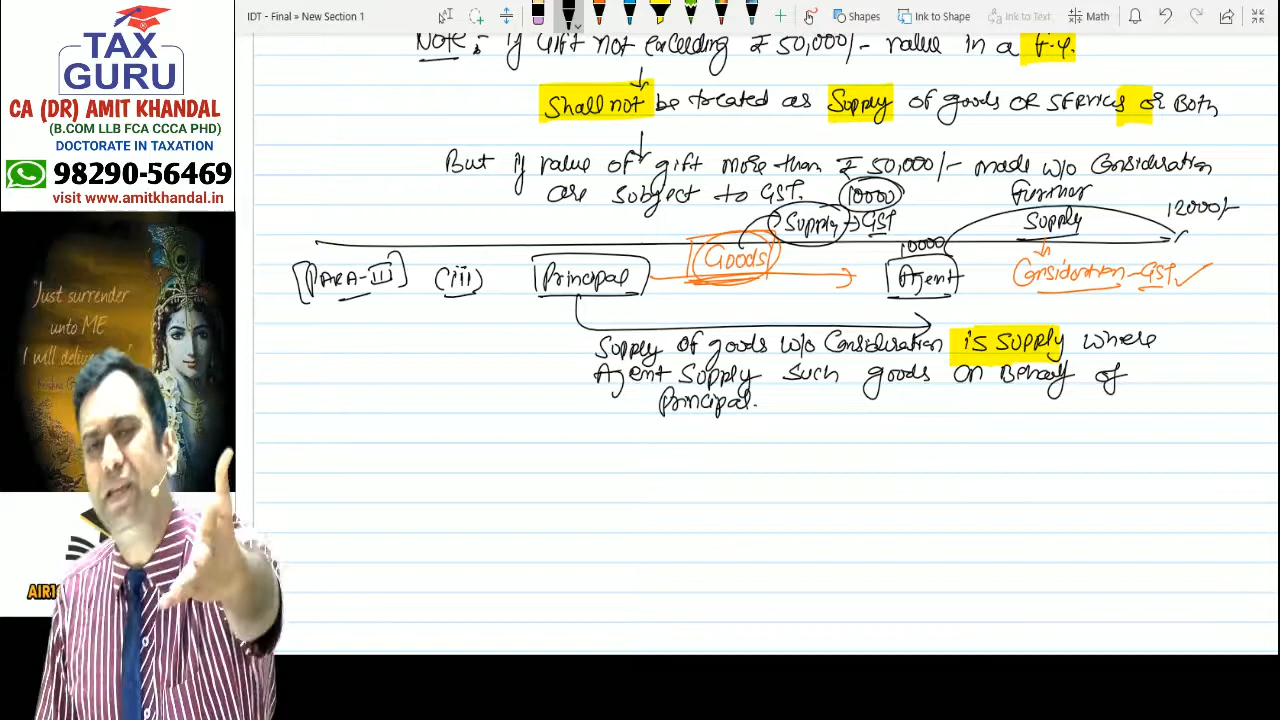 IDT - Final » New Section 1
Shapes
Ink to Shape
Ink to Text
Math
TAX
GURU
CA (DR) AMIT KHANDAL
(B.COM LLB FCA CCCA PHD)
DOCTORATE IN TAXATION
98290-56469
visit www.amitkhandal.in
"Just surrender
unto ME
I will deliver
Krishna
AIR1
Note : if Gift not exceeding ₹ 50,000/- value in a F.Y.
Shall not be treated as Supply of goods or services or Both
But if value of gift more than ₹ 50,000/- made w/o Consideration
are subject to GST.
10000
Further
Supply → GST
Supply
12000/-
10000
[PARA-III] (iii) Principal
Goods
Agent
Consideration - GST ✓
Supply of goods w/o Consideration is supply where
Agent Supply such goods on Behalf of
Principal.